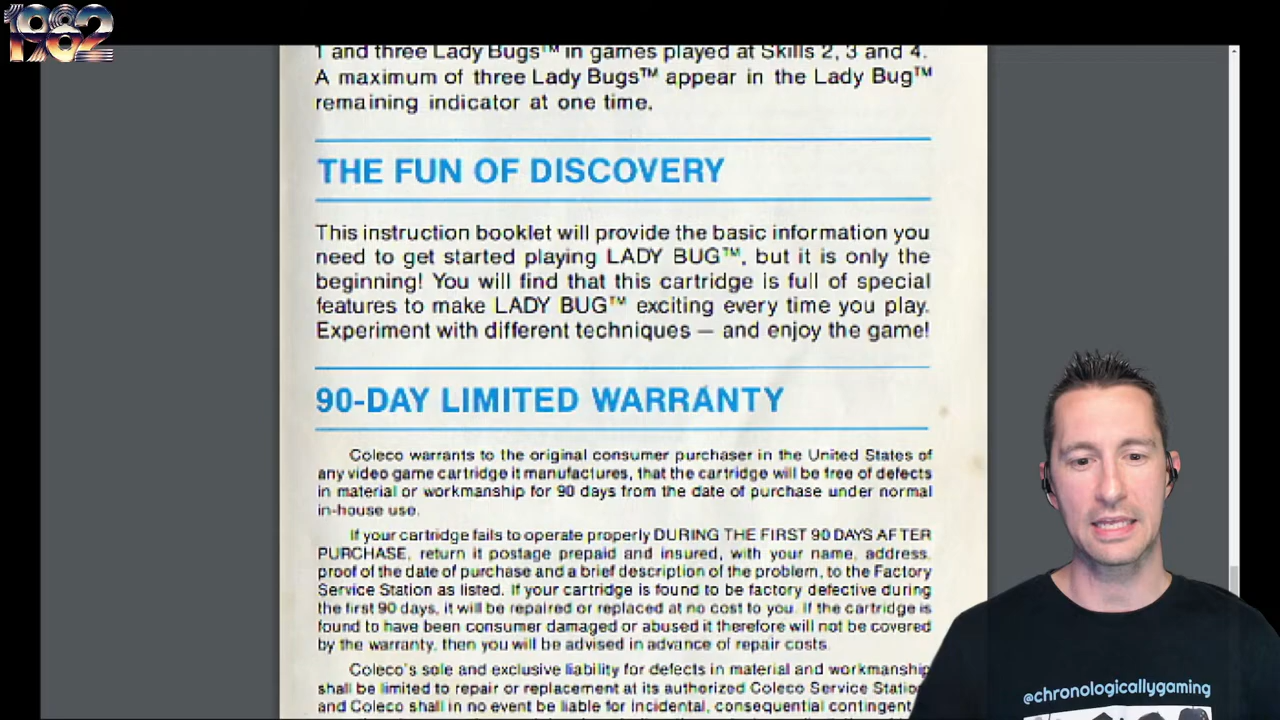 1982
1 and three Lady Bugs™ in games played at Skills 2, 3 and 4.
A maximum of three Lady Bugs™ appear in the Lady Bug™
remaining indicator at one time.
THE FUN OF DISCOVERY
This instruction booklet will provide the basic information you
need to get started playing LADY BUG™, but it is only the
beginning! You will find that this cartridge is full of special
features to make LADY BUG™ exciting every time you play.
Experiment with different techniques — and enjoy the game!
90-DAY LIMITED WARRANTY
Coleco warrants to the original consumer purchaser in the United States of
any video game cartridge it manufactures, that the cartridge will be free of defects
in material or workmanship for 90 days from the date of purchase under normal
in-house use.
If your cartridge fails to operate properly DURING THE FIRST 90 DAYS AFTER
PURCHASE, return it postage prepaid and insured, with your name, address,
proof of the date of purchase and a brief description of the problem, to the Factory
Service Station as listed. If your cartridge is found to be factory defective during
the first 90 days, it will be repaired or replaced at no cost to you. If the cartridge is
found to have been consumer damaged or abused it therefore will not be covered
by the warranty, then you will be advised in advance of repair costs.
Coleco's sole and exclusive liability for defects in material and workmanship
shall be limited to repair or replacement at its authorized Coleco Service Station
and Coleco shall in no event be liable for incidental, consequential contingent
@chronologicallygaming